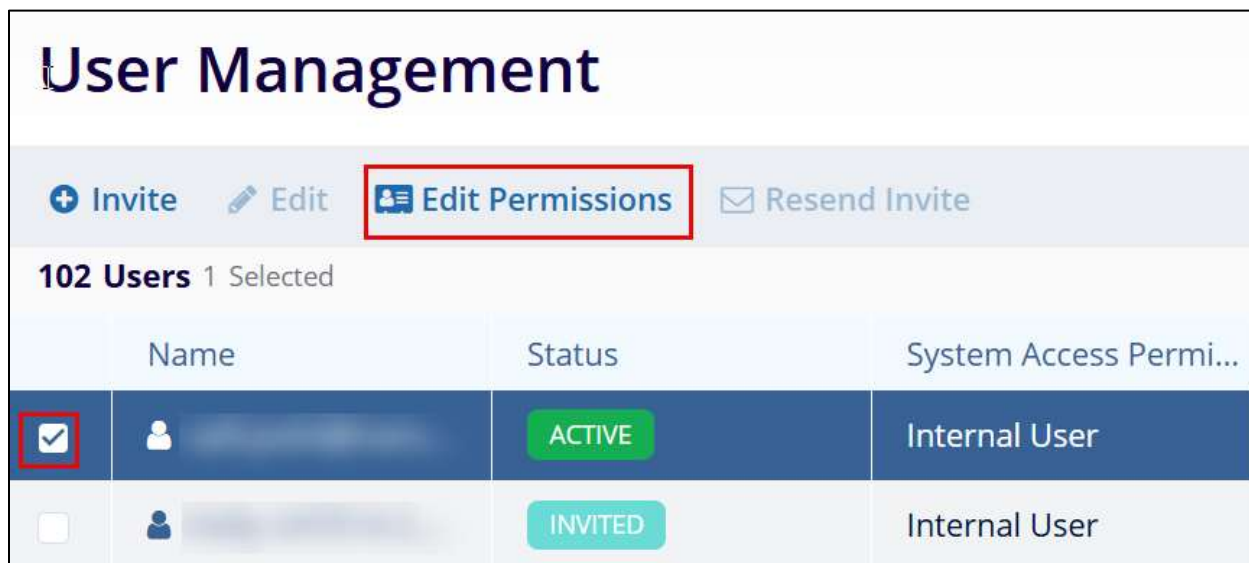 User Management
Invite Edit Edit Permissions Resend Invite
102 Users 1 Selected
Name Status System Access Permi...
ACTIVE Internal User
INVITED Internal User